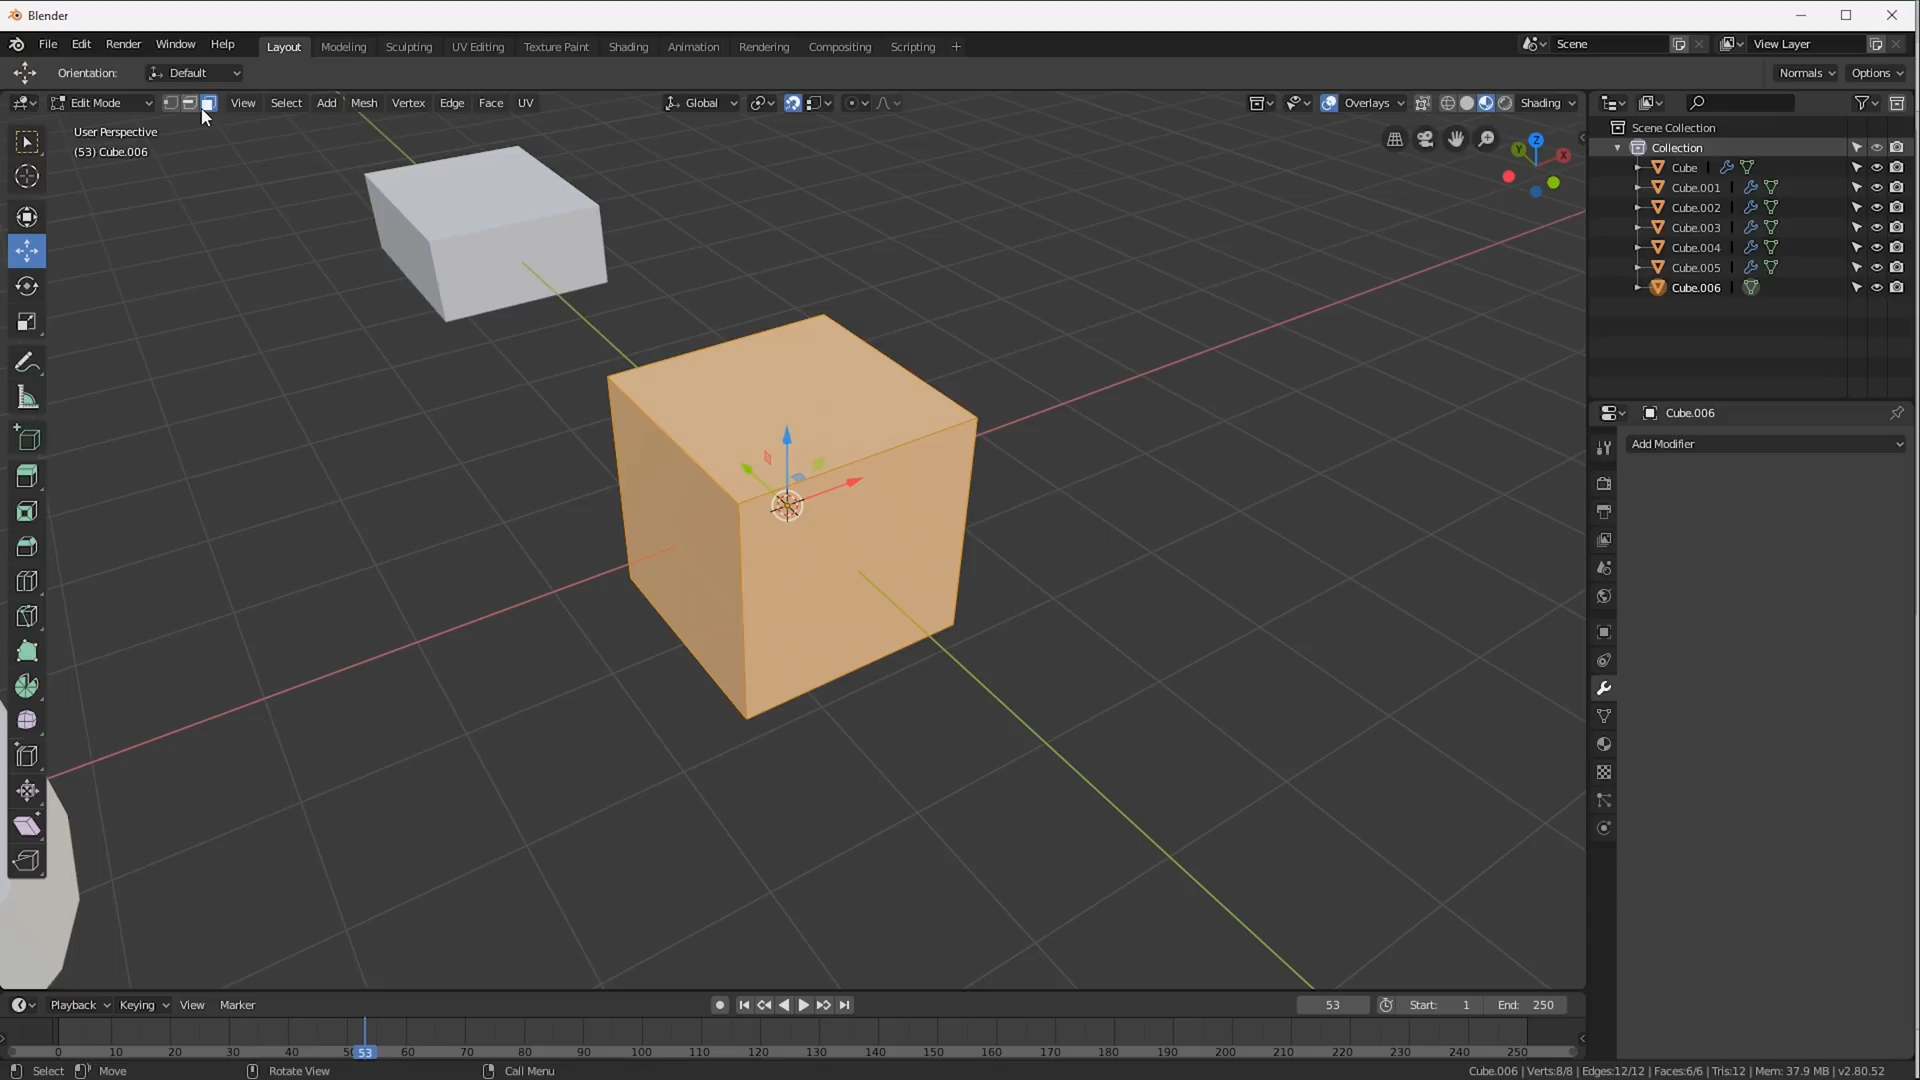 Blender
File Edit Render Window Help Layout Modeling Sculpting UV Editing Texture Paint Shading Animation Rendering Compositing Scripting + Scene View Layer
Orientation: Default Normals Options
Edit Mode View Select Add Mesh Vertex Edge Face UV Global Overlays Shading
User Perspective
(53) Cube.006
Z
Y
X
Scene Collection
Collection
Cube
Cube.001
Cube.002
Cube.003
Cube.004
Cube.005
Cube.006
Cube.006
Add Modifier
Playback Keying View Marker 53 Start: 1 End: 250
0 10 20 30 40 50 53 60 70 80 90 100 110 120 130 140 150 160 170 180 190 200 210 220 230 240 250
Select Move Rotate View Call Menu Cube.006 | Verts:8/8 | Edges:12/12 | Faces:6/6 | Tris:12 | Mem: 37.9 MB | v2.80.52